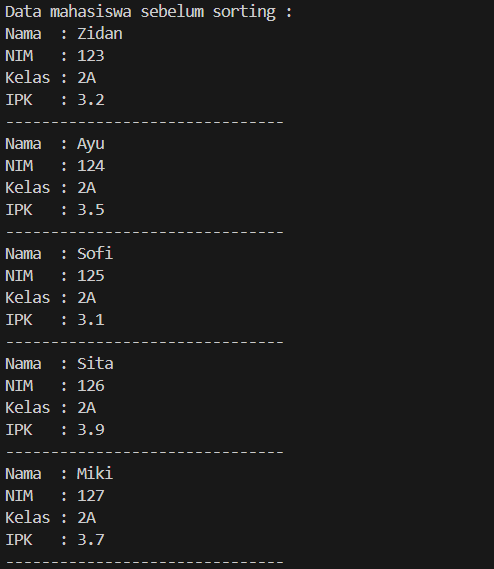 Data mahasiswa sebelum sorting :
Nama  : Zidan
NIM   : 123
Kelas : 2A
IPK   : 3.2
-------------------------------
Nama  : Ayu
NIM   : 124
Kelas : 2A
IPK   : 3.5
-------------------------------
Nama  : Sofi
NIM   : 125
Kelas : 2A
IPK   : 3.1
-------------------------------
Nama  : Sita
NIM   : 126
Kelas : 2A
IPK   : 3.9
-------------------------------
Nama  : Miki
NIM   : 127
Kelas : 2A
IPK   : 3.7
-------------------------------